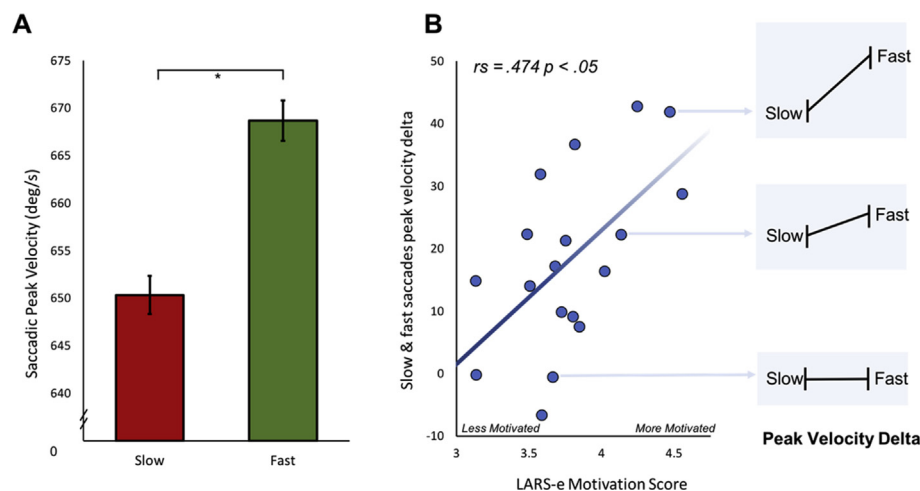 A
675
670
665
660
655
650
645
640
0
Saccadic Peak Velocity (deg/s)
*
Slow
Fast
B
rs = .474 p < .05
50
40
30
20
10
0
-10
Slow & fast saccades peak velocity delta
Less Motivated
More Motivated
3
3.5
4
4.5
LARS-e Motivation Score
Fast
Slow
Fast
Slow
Slow
Fast
Peak Velocity Delta